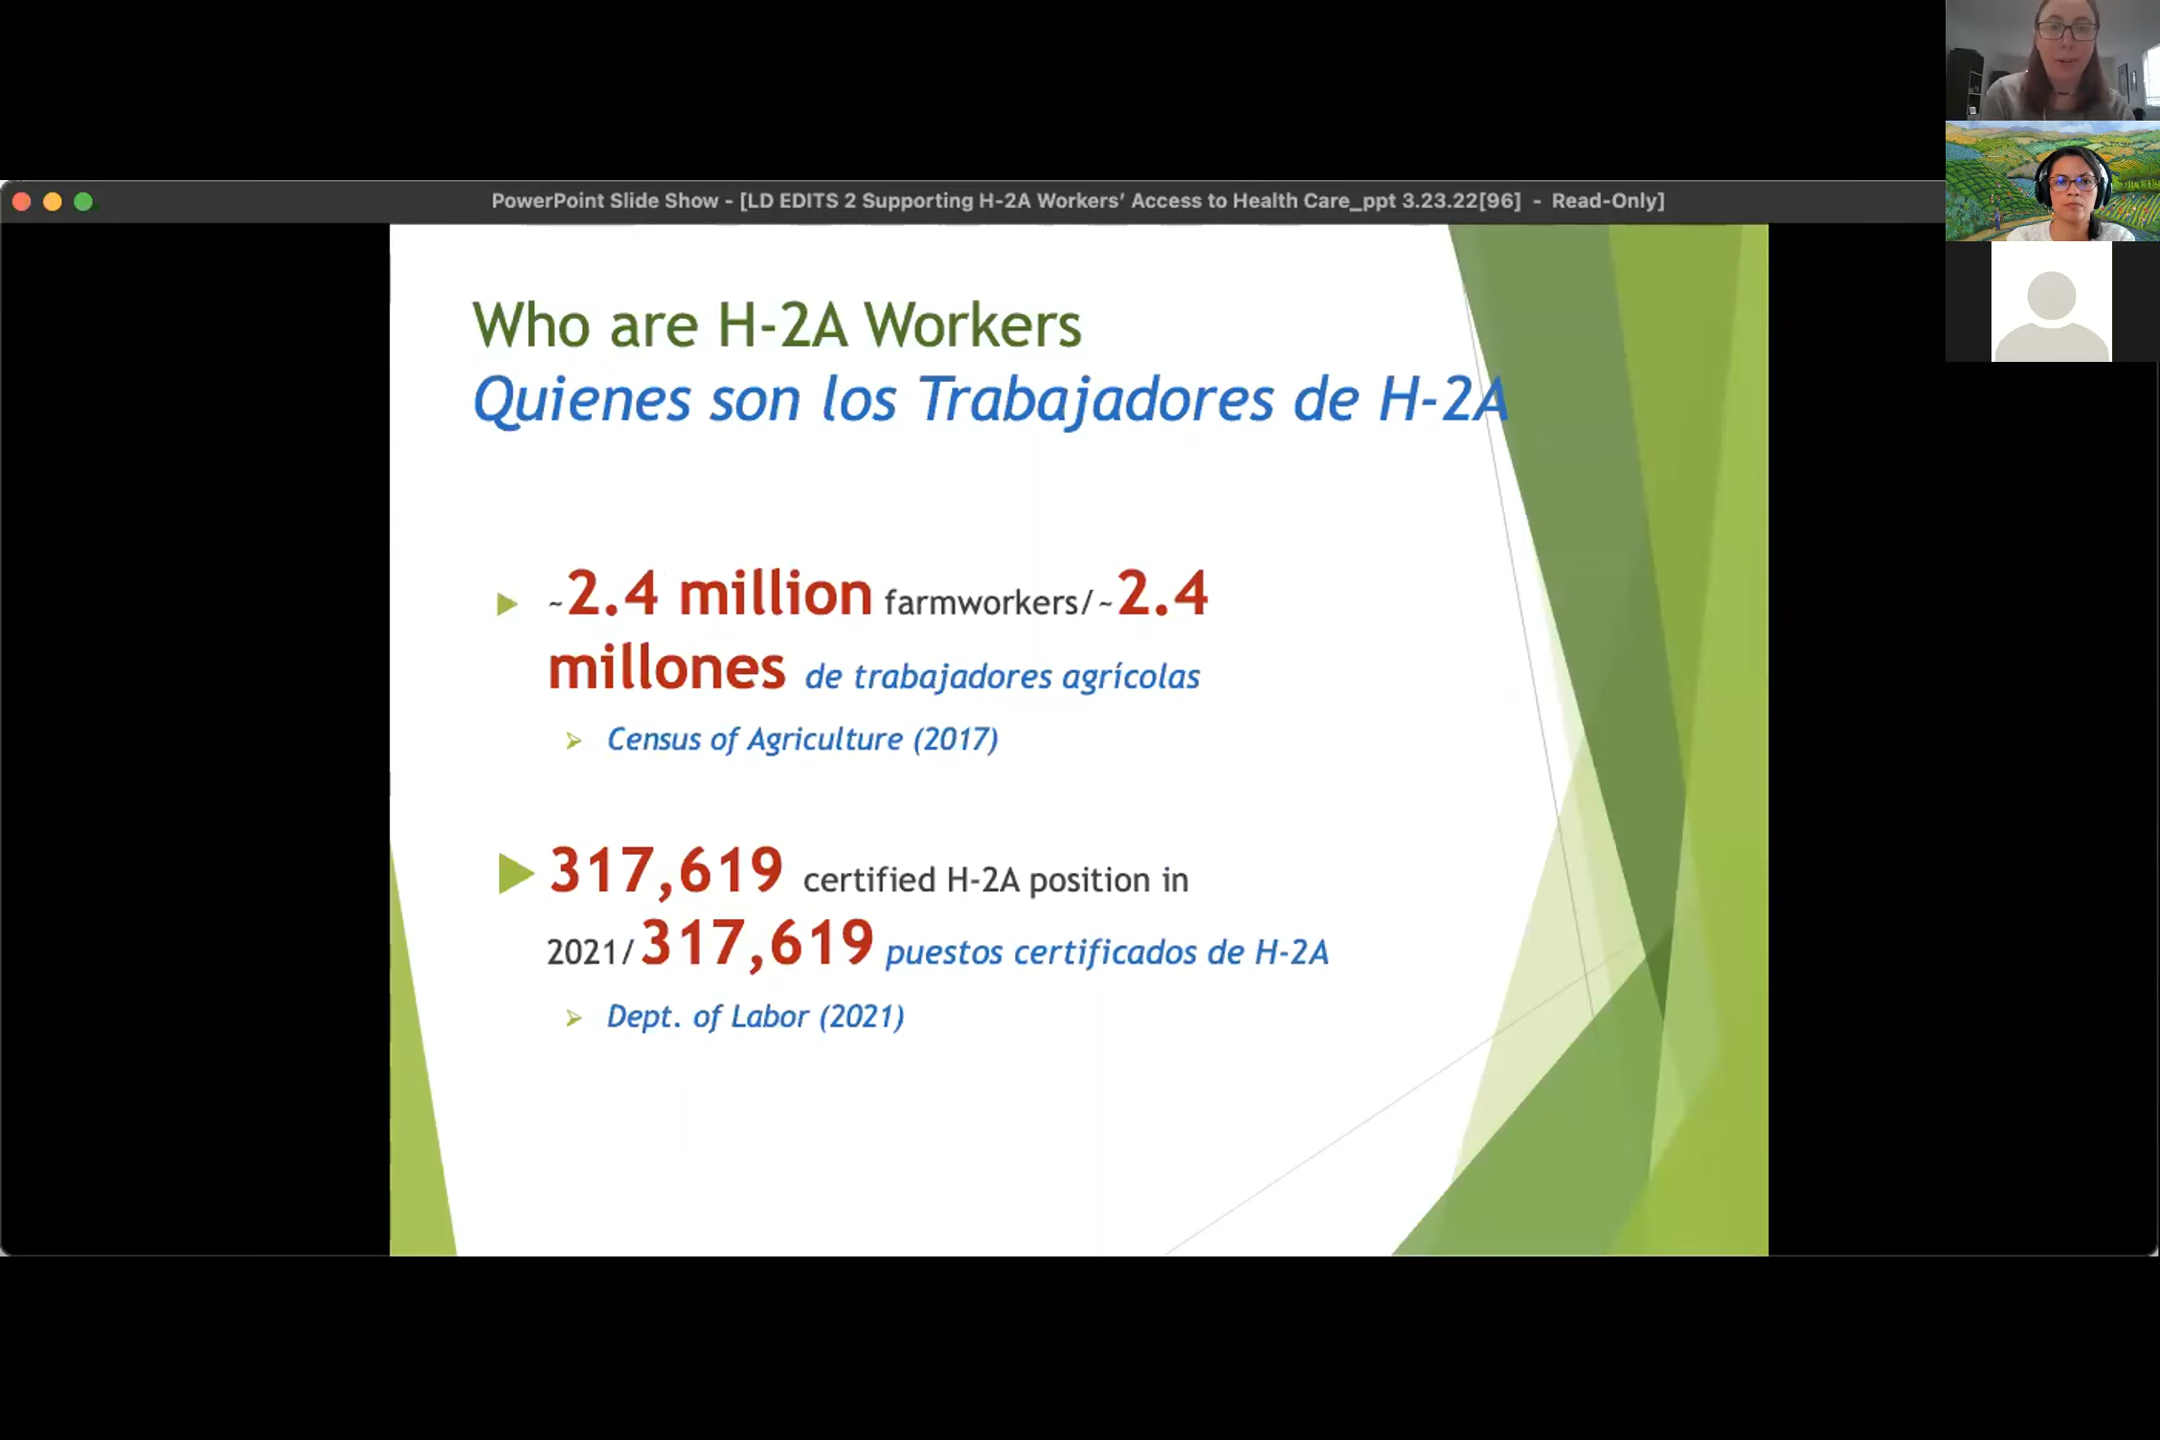 PowerPoint Slide Show - [LD EDITS 2 Supporting H-2A Workers’ Access to Health Care_ppt 3.23.22[96] - Read-Only]
Who are H-2A Workers
Quienes son los Trabajadores de H-2A
~2.4 million farmworkers/~2.4
millones de trabajadores agrícolas
Census of Agriculture (2017)
317,619 certified H-2A position in
2021/317,619 puestos certificados de H-2A
Dept. of Labor (2021)